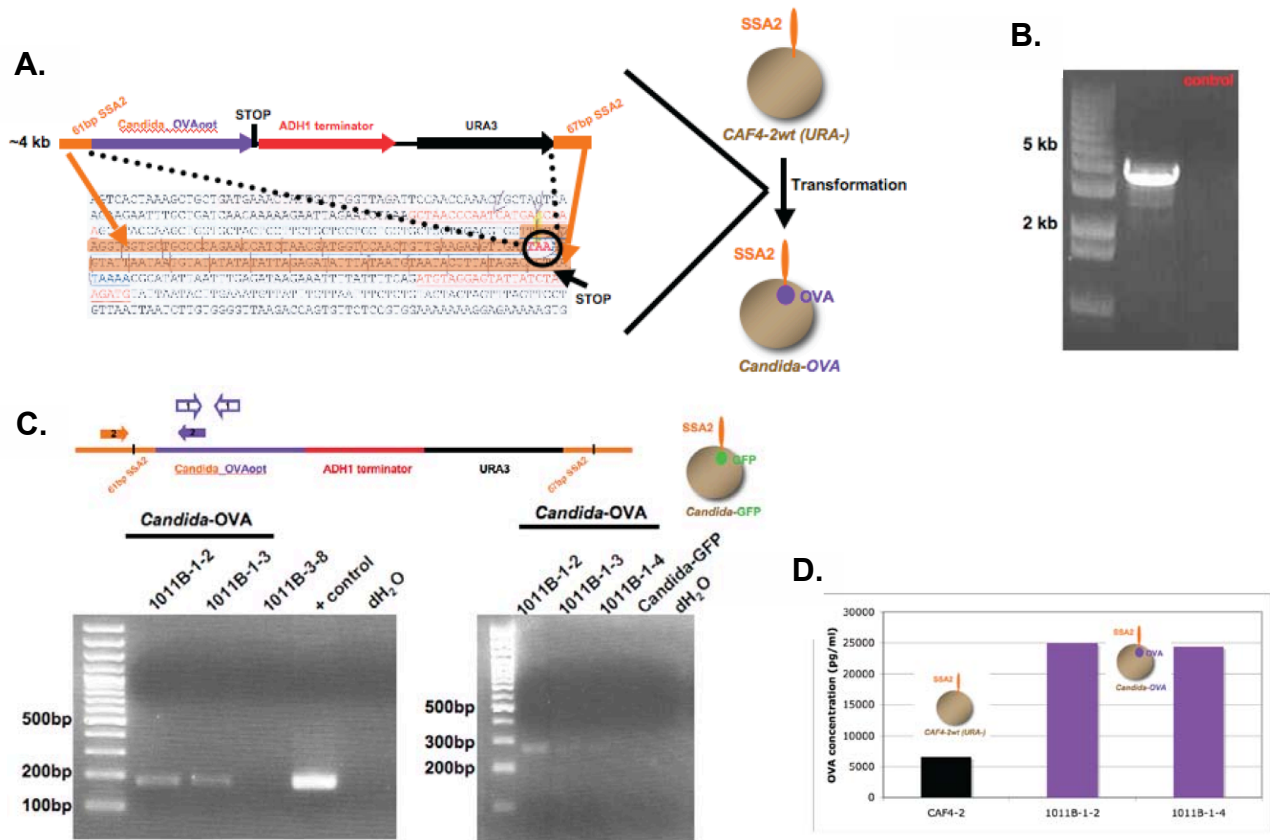 A.
61bp SSA2
Candida_OVAopt
STOP
ADH1 terminator
URA3
67bp SSA2
~4 kb
TAA
STOP
SSA2
CAF4-2wt (URA-)
Transformation
SSA2
OVA
Candida-OVA
B.
control
5 kb
2 kb
C.
1
1
2
2
61bp SSA2
Candida_OVAopt
ADH1 terminator
URA3
67bp SSA2
SSA2
GFP
Candida-GFP
Candida-OVA
1011B-1-2
1011B-1-3
1011B-3-8
+ control
dH2O
500bp
200bp
100bp
Candida-OVA
1011B-1-2
1011B-1-3
1011B-1-4
Candida-GFP
dH2O
500bp
300bp
200bp
D.
OVA concentration (pg/ml)
30000
25000
20000
15000
10000
5000
0
SSA2
CAF4-2wt (URA-)
SSA2
OVA
Candida-OVA
CAF4-2
1011B-1-2
1011B-1-4